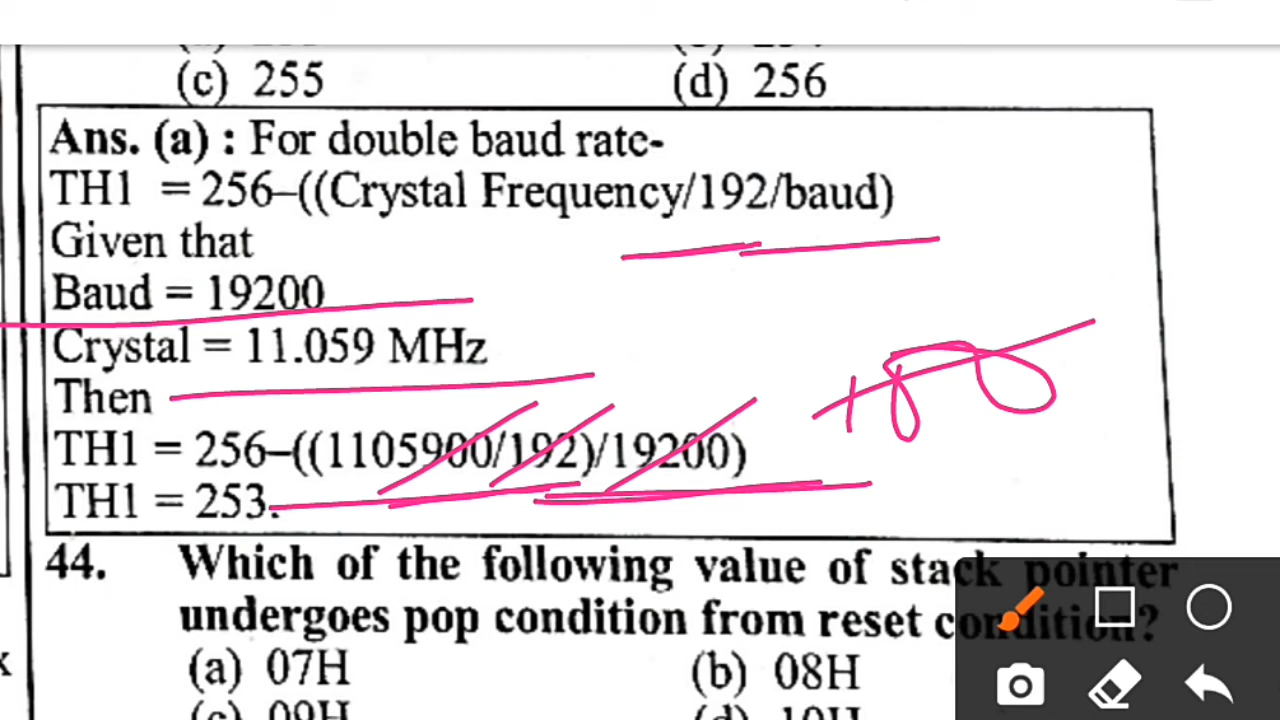 (c) 255 (d) 256
Ans. (a) : For double baud rate-
TH1 = 256–((Crystal Frequency/192/baud)
Given that
Baud = 19200
Crystal = 11.059 MHz
Then
TH1 = 256–((1105900/192)/19200)
TH1 = 253.
44. Which of the following value of stack pointer
undergoes pop condition from reset condition?
(a) 07H (b) 08H